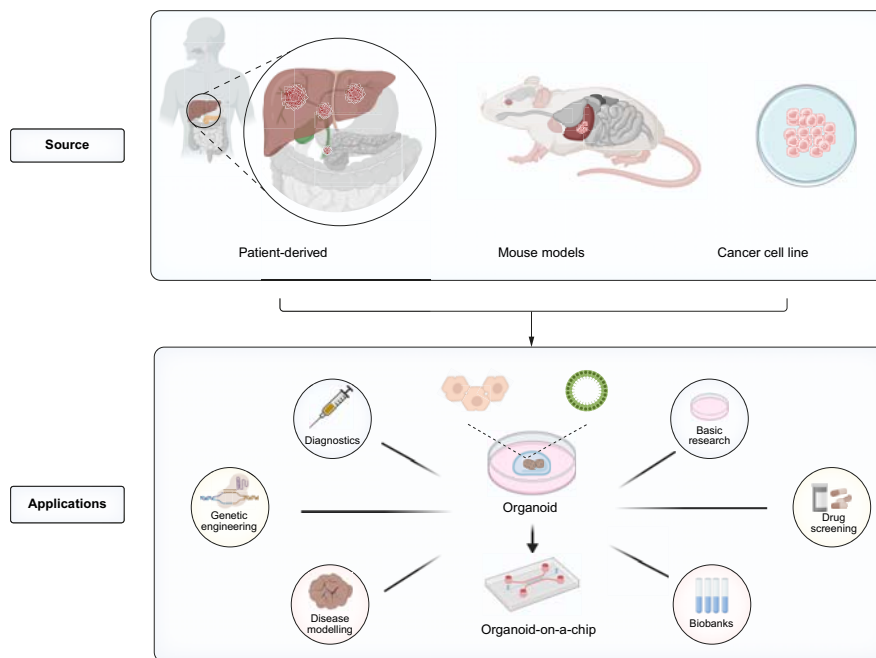 Source
Patient-derived
Mouse models
Cancer cell line
Applications
Diagnostics
Basic
research
Genetic
engineering
Organoid
Drug
screening
Disease
modelling
Organoid-on-a-chip
Biobanks